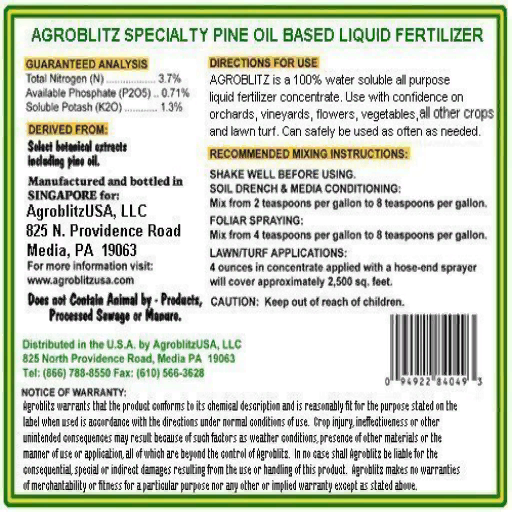 AGROBLITZ SPECIALTY PINE OIL BASED LIQUID FERTILIZER
GUARANTEED ANALYSIS
Total Nitrogen (N) ............... 3.7%
Available Phosphate (P2O5) .. 0.71%
Soluble Potash (K2O) ........... 1.3%
DERIVED FROM:
Select botanical extracts
including pine oil.
Manufactured and bottled in
SINGAPORE for:
AgroblitzUSA, LLC
825 N. Providence Road
Media, PA 19063
For more information visit:
www.agroblitzusa.com
Does not Contain Animal by - Products,
Processed Sewage or Manure.
DIRECTIONS FOR USE
AGROBLITZ is a 100% water soluble all purpose
liquid fertilizer concentrate. Use with confidence on
orchards, vineyards, flowers, vegetables, all other crops
and lawn turf. Can safely be used as often as needed.
RECOMMENDED MIXING INSTRUCTIONS:
SHAKE WELL BEFORE USING.
SOIL DRENCH & MEDIA CONDITIONING:
Mix from 2 teaspoons per gallon to 8 teaspoons per gallon.
FOLIAR SPRAYING:
Mix from 4 teaspoons per gallon to 8 teaspoons per gallon.
LAWN/TURF APPLICATIONS:
4 ounces in concentrate applied with a hose-end sprayer
will cover approximately 2,500 sq. feet.
CAUTION: Keep out of reach of children.
Distributed in the U.S.A. by AgroblitzUSA, LLC
825 North Providence Road, Media PA 19063
Tel: (866) 788-8550 Fax: (610) 566-3628
0 94922 84049 3
NOTICE OF WARRANTY:
Agroblitz warrants that the product conforms to its chemical description and is reasonably fit for the purpose stated on the
label when used is accordance with the directions under normal conditions of use. Crop injury, ineffectiveness or other
unintended consequences may result because of such factors as weather conditions, presence of other materials or the
manner of use or application, all of which are beyond the control of Agroblitz. In no case shall Agroblitz be liable for the
consequential, special or indirect damages resulting from the use or handling of this product. Agroblitz makes no warranties
of merchantability or fitness for a particular purpose nor any other or implied warranty except as stated above.